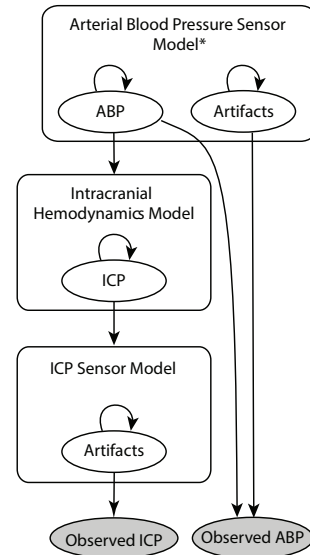 Arterial Blood Pressure Sensor
Model*
ABP
Artifacts
Intracranial
Hemodynamics Model
ICP
ICP Sensor Model
Artifacts
Observed ICP
Observed ABP